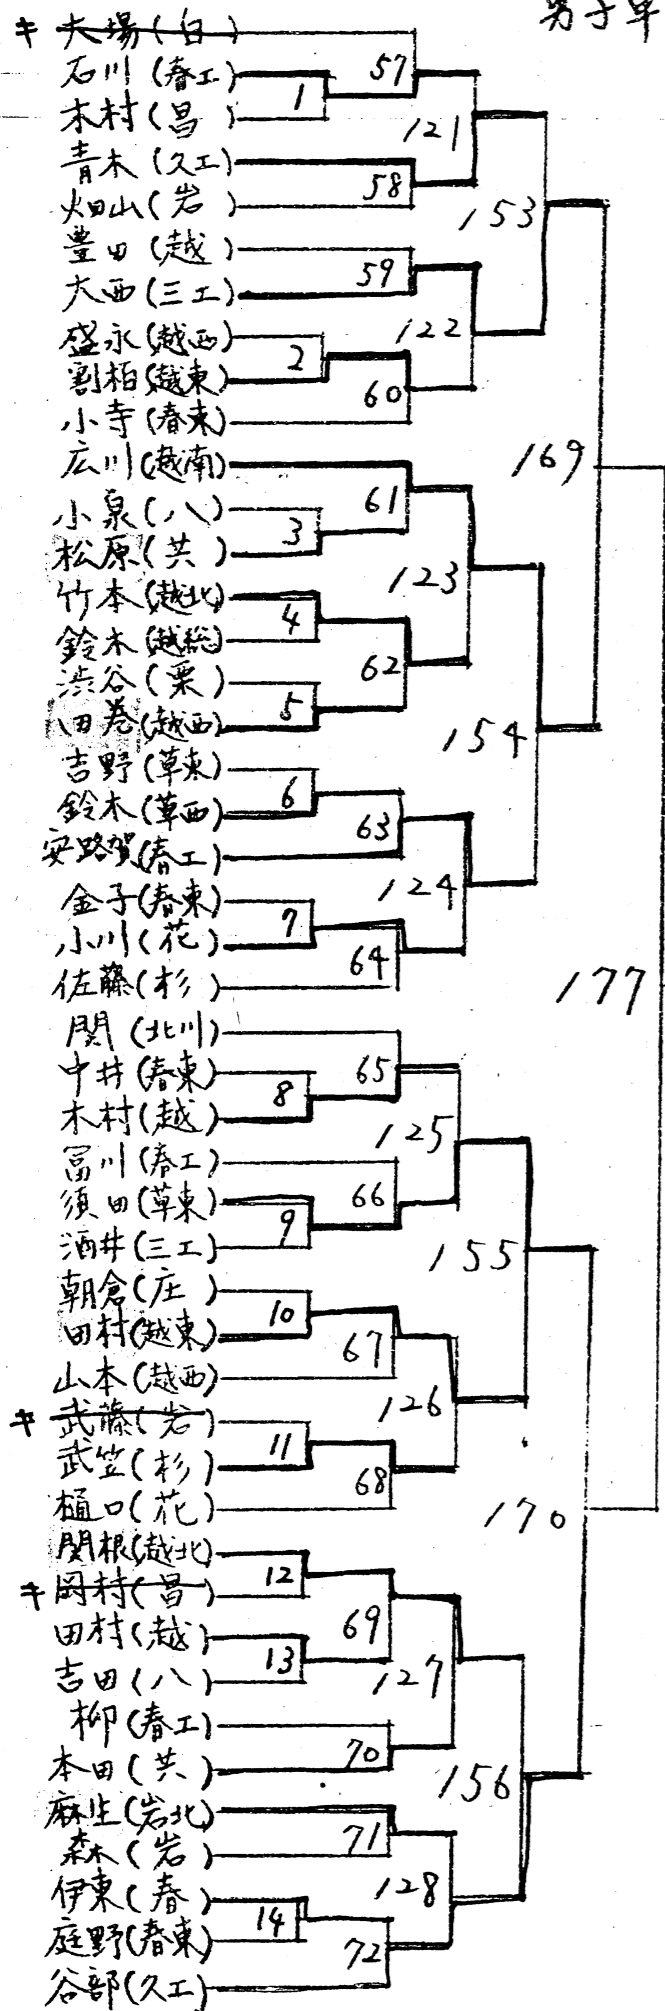 男子単
キ 大場(白)
石川(春工)
木村(昌)
青木(久工)
畑山(岩)
豊田(越)
大西(三工)
盛永(越西)
割柏(越東)
小寺(春東)
広川(越南)
小泉(八)
松原(共)
竹本(越北)
鈴木(越総)
渋谷(栗)
田巻(越西)
吉野(草東)
鈴木(草西)
安路賀(春工)
金子(春東)
小川(花)
佐藤(杉)
関(北川)
中井(春東)
木村(越)
冨川(春工)
須田(草東)
酒井(三工)
朝倉(庄)
田村(越東)
山本(越西)
キ 武藤(岩)
武笠(杉)
樋口(花)
関根(越北)
キ 岡村(昌)
田村(越)
吉田(八)
柳(春工)
本田(共)
麻生(岩北)
森(岩)
伊東(春)
庭野(春東)
谷部(久工)
1
2
3
4
5
6
7
8
9
10
11
12
13
14
57
58
59
60
61
62
63
64
65
66
67
68
69
70
71
72
121
122
123
124
125
126
127
128
153
154
155
156
169
170
177